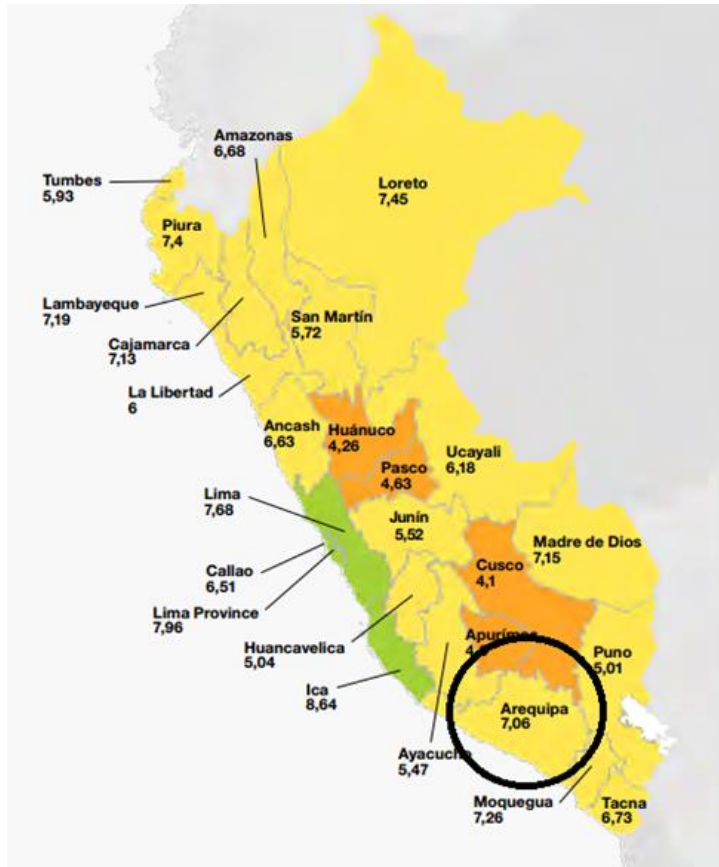 Amazonas
6,68
Tumbes
5,93
Loreto
7,45
Piura
7,4
Lambayeque
7,19
San Martín
5,72
Cajamarca
7,13
La Libertad
6
Ancash
6,63
Huánuco
4,26
Ucayali
6,18
Pasco
4,63
Lima
7,68
Junín
5,52
Madre de Dios
7,15
Cusco
4,1
Callao
6,51
Lima Province
7,96
Huancavelica
5,04
Puno
5,01
Ica
8,64
Arequipa
7,06
5,47
Moquegua
7,26
Tacna
6,73